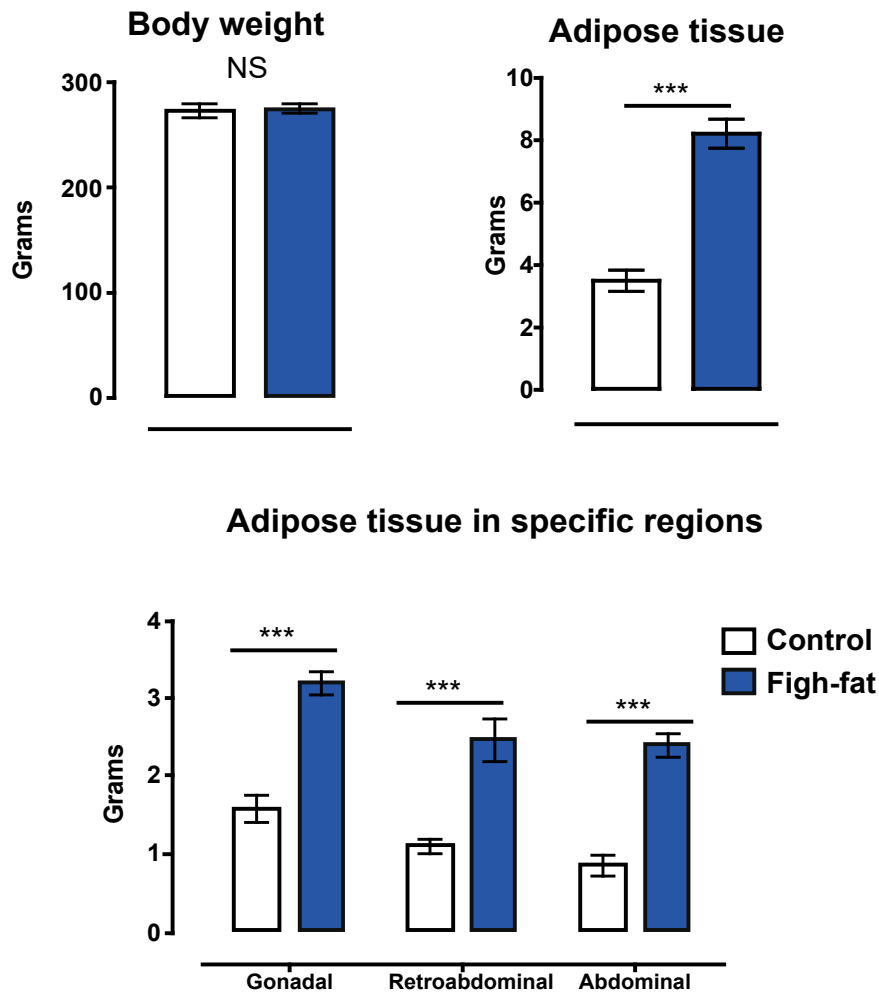 Body weight
NS
300
200
100
0
Grams
Adipose tissue
***
10
8
6
4
2
0
Grams
Adipose tissue in specific regions
4
3
2
1
0
Grams
***
***
***
Control
Figh-fat
Gonadal
Retroabdominal
Abdominal